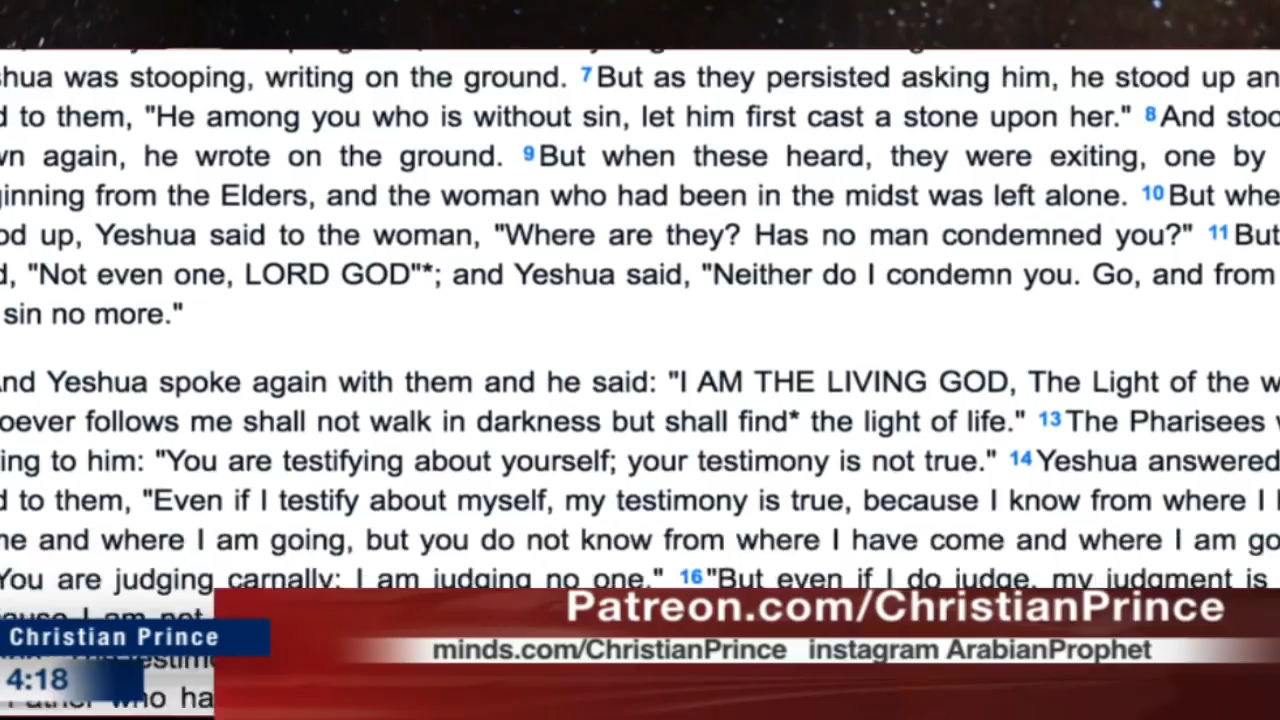 shua was stooping, writing on the ground. 7 But as they persisted asking him, he stood up an
d to them, "He among you who is without sin, let him first cast a stone upon her." 8 And stoo
wn again, he wrote on the ground. 9 But when these heard, they were exiting, one by
inning from the Elders, and the woman who had been in the midst was left alone. 10 But whe
od up, Yeshua said to the woman, "Where are they? Has no man condemned you?" 11 But
d, "Not even one, LORD GOD"*; and Yeshua said, "Neither do I condemn you. Go, and from
sin no more."
And Yeshua spoke again with them and he said: "I AM THE LIVING GOD, The Light of the w
oever follows me shall not walk in darkness but shall find* the light of life." 13 The Pharisees
ing to him: "You are testifying about yourself; your testimony is not true." 14 Yeshua answered
d to them, "Even if I testify about myself, my testimony is true, because I know from where I
me and where I am going, but you do not know from where I have come and where I am go
You are judging carnally; I am judging no one." 16 "But even if I do judge, my judgment is
cause I am not
Patreon.com/ChristianPrince
Christian Prince
minds.com/ChristianPrince instagram ArabianProphet
testim
4:18
Father who ha